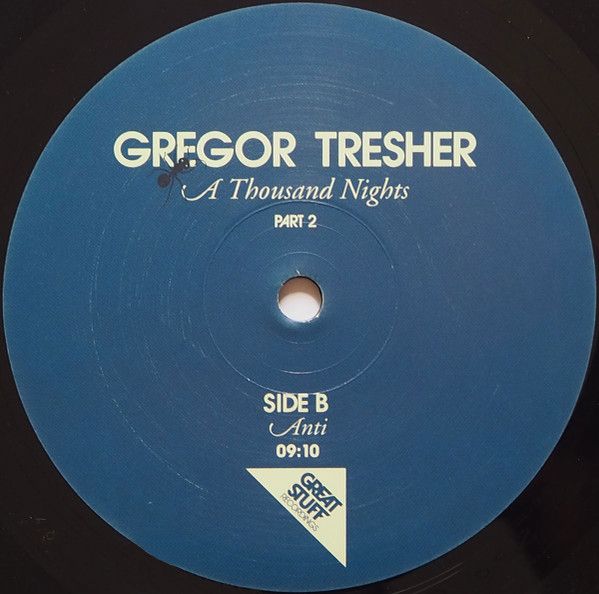 GREGOR TRESHER
A Thousand Nights
PART 2
SIDE B
Anti
09:10
GREAT
STUFF
RECORDINGS